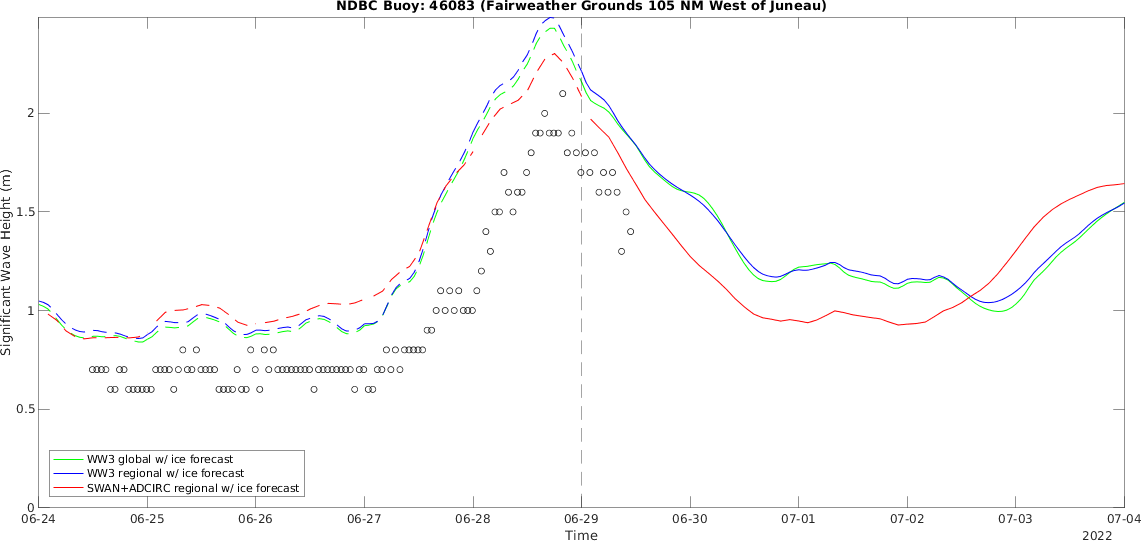 NDBC Buoy: 46083 (Fairweather Grounds 105 NM West of Juneau)
Significant Wave Height (m)
2
1.5
1
0.5
0
WW3 global w/ ice forecast
WW3 regional w/ ice forecast
SWAN+ADCIRC regional w/ ice forecast
06-24 06-25 06-26 06-27 06-28 06-29 06-30 07-01 07-02 07-03 07-04
Time
2022